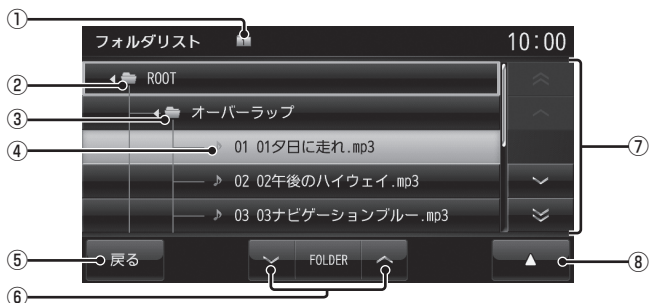 ①
フォルダリスト 10:00
② ROOT
③ オーバーラップ
④ 01 01夕日に走れ.mp3
⑦
02 02午後のハイウェイ.mp3
03 03ナビゲーションブルー.mp3
⑤ 戻る FOLDER ▲ ⑧
⑥